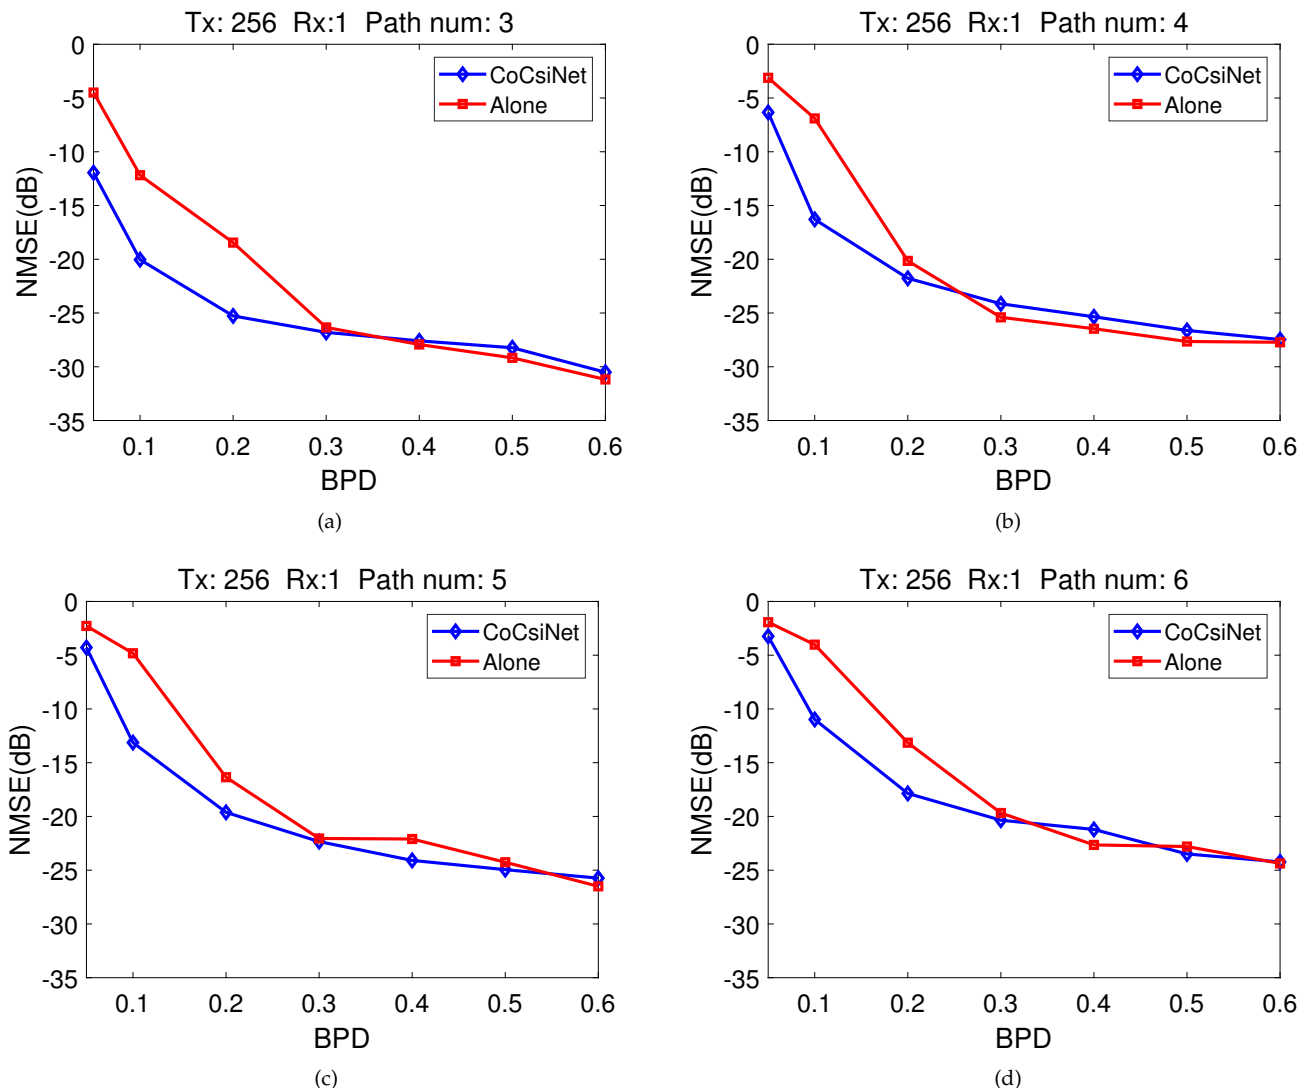 Tx: 256 Rx:1 Path num: 3
0
-5
-10
-15
-20
-25
-30
-35
NMSE(dB)
CoCsiNet
Alone
0.1 0.2 0.3 0.4 0.5 0.6
BPD
(a)
Tx: 256 Rx:1 Path num: 4
0
-5
-10
-15
-20
-25
-30
-35
NMSE(dB)
CoCsiNet
Alone
0.1 0.2 0.3 0.4 0.5 0.6
BPD
(b)
Tx: 256 Rx:1 Path num: 5
0
-5
-10
-15
-20
-25
-30
-35
NMSE(dB)
CoCsiNet
Alone
0.1 0.2 0.3 0.4 0.5 0.6
BPD
(c)
Tx: 256 Rx:1 Path num: 6
0
-5
-10
-15
-20
-25
-30
-35
NMSE(dB)
CoCsiNet
Alone
0.1 0.2 0.3 0.4 0.5 0.6
BPD
(d)